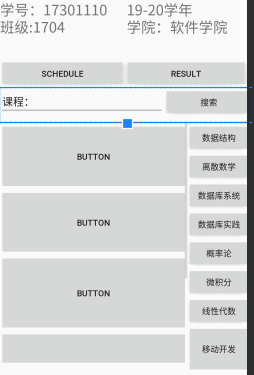 学号：17301110 19-20学年
班级:1704 学院：软件学院
SCHEDULE RESULT
课程： 搜索
BUTTON
BUTTON
BUTTON
数据结构
离散数学
数据库系统
数据库实践
概率论
微积分
线性代数
移动开发